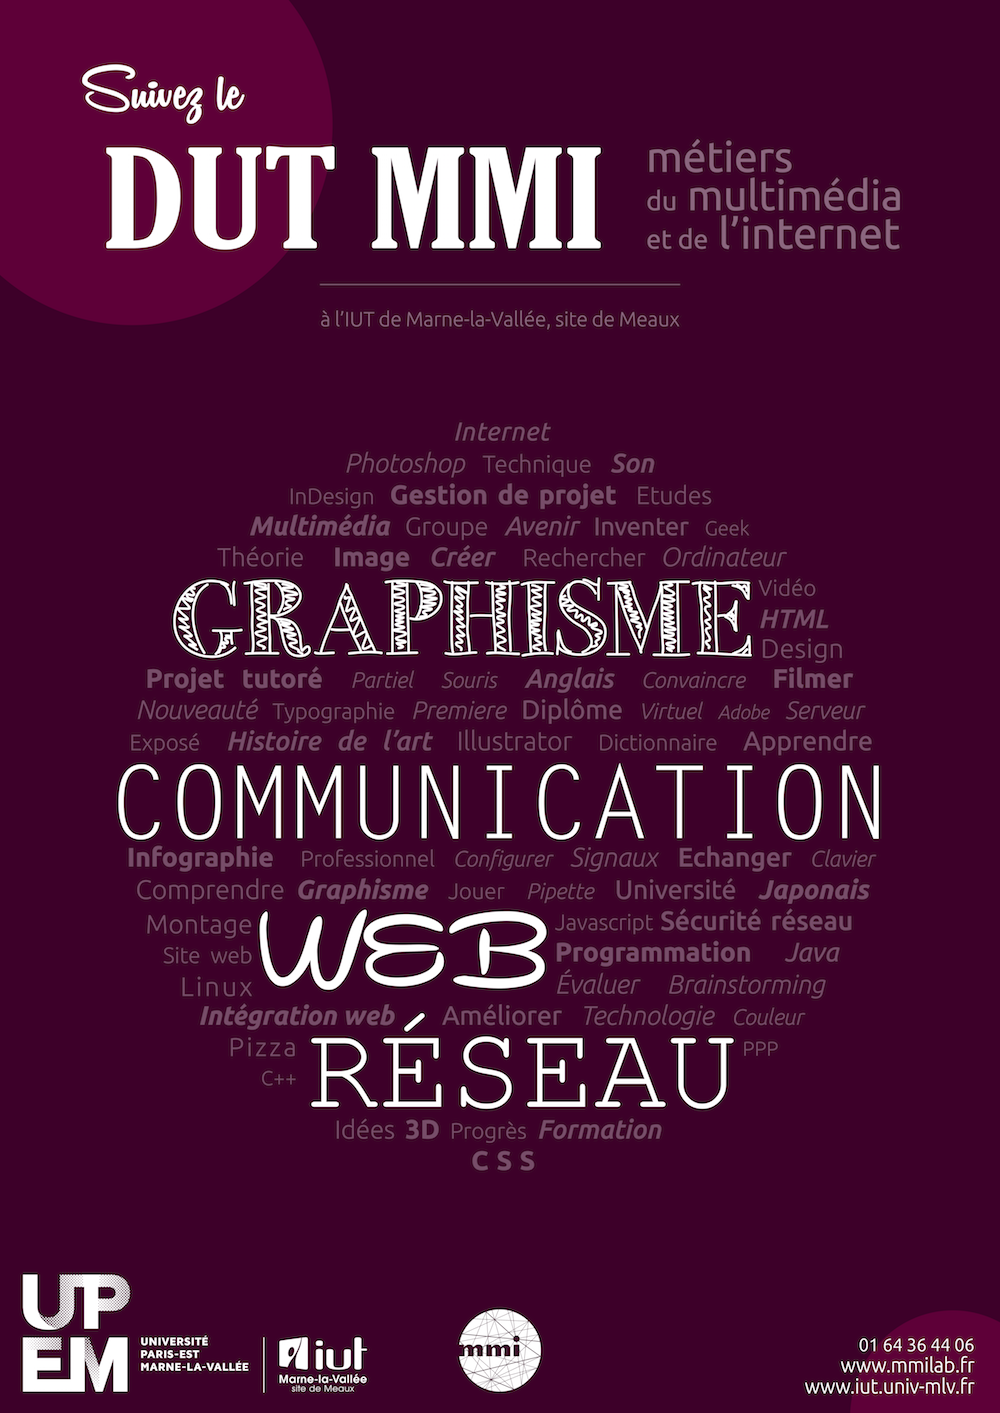 Suivez le
DUT MMI
métiers
du multimédia
et de l'internet
à l'IUT de Marne-la-Vallée, site de Meaux
Internet
Photoshop Technique Son
InDesign Gestion de projet Etudes
Multimédia Groupe Avenir Inventer Geek
Théorie Image Créer Rechercher Ordinateur
GRAPHISME
Vidéo
HTML
Design
Projet tutoré Partiel Souris Anglais Convaincre Filmer
Nouveauté Typographie Premiere Diplôme Virtuel Adobe Serveur
Exposé Histoire de l'art Illustrator Dictionnaire Apprendre
COMMUNICATION
Infographie Professionnel Configurer Signaux Echanger Clavier
Comprendre Graphisme Jouer Pipette Université Japonais
Montage
Site web
Linux
WEB
Javascript Sécurité réseau
Programmation Java
Évaluer Brainstorming
Intégration web Améliorer Technologie Couleur
Pizza
C++
RÉSEAU
PPP
Idées 3D Progrès Formation
CSS
UP
EM
UNIVERSITÉ
PARIS-EST
MARNE-LA-VALLÉE
iut
Marne-la-Vallée
site de Meaux
mmi
01 64 36 44 06
www.mmilab.fr
www.iut.univ-mlv.fr